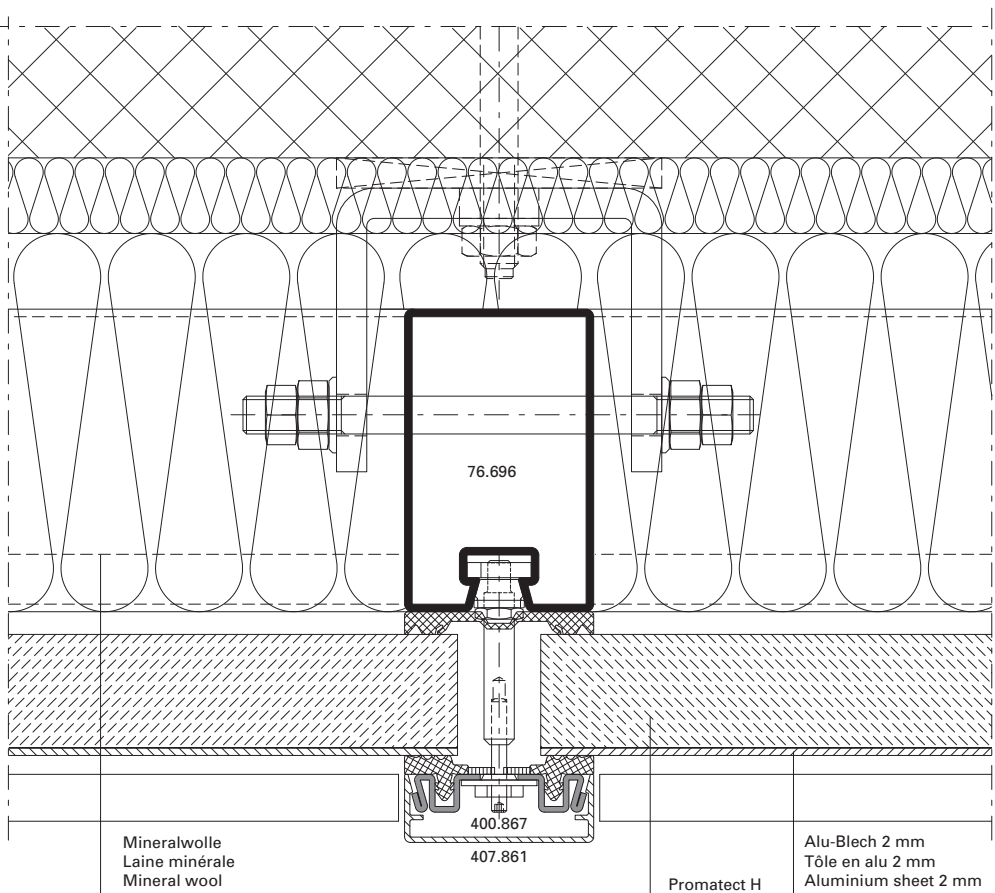 76.696
400.867
407.861
Mineralwolle
Laine minérale
Mineral wool
Promatect H
Alu-Blech 2 mm
Tôle en alu 2 mm
Aluminium sheet 2 mm